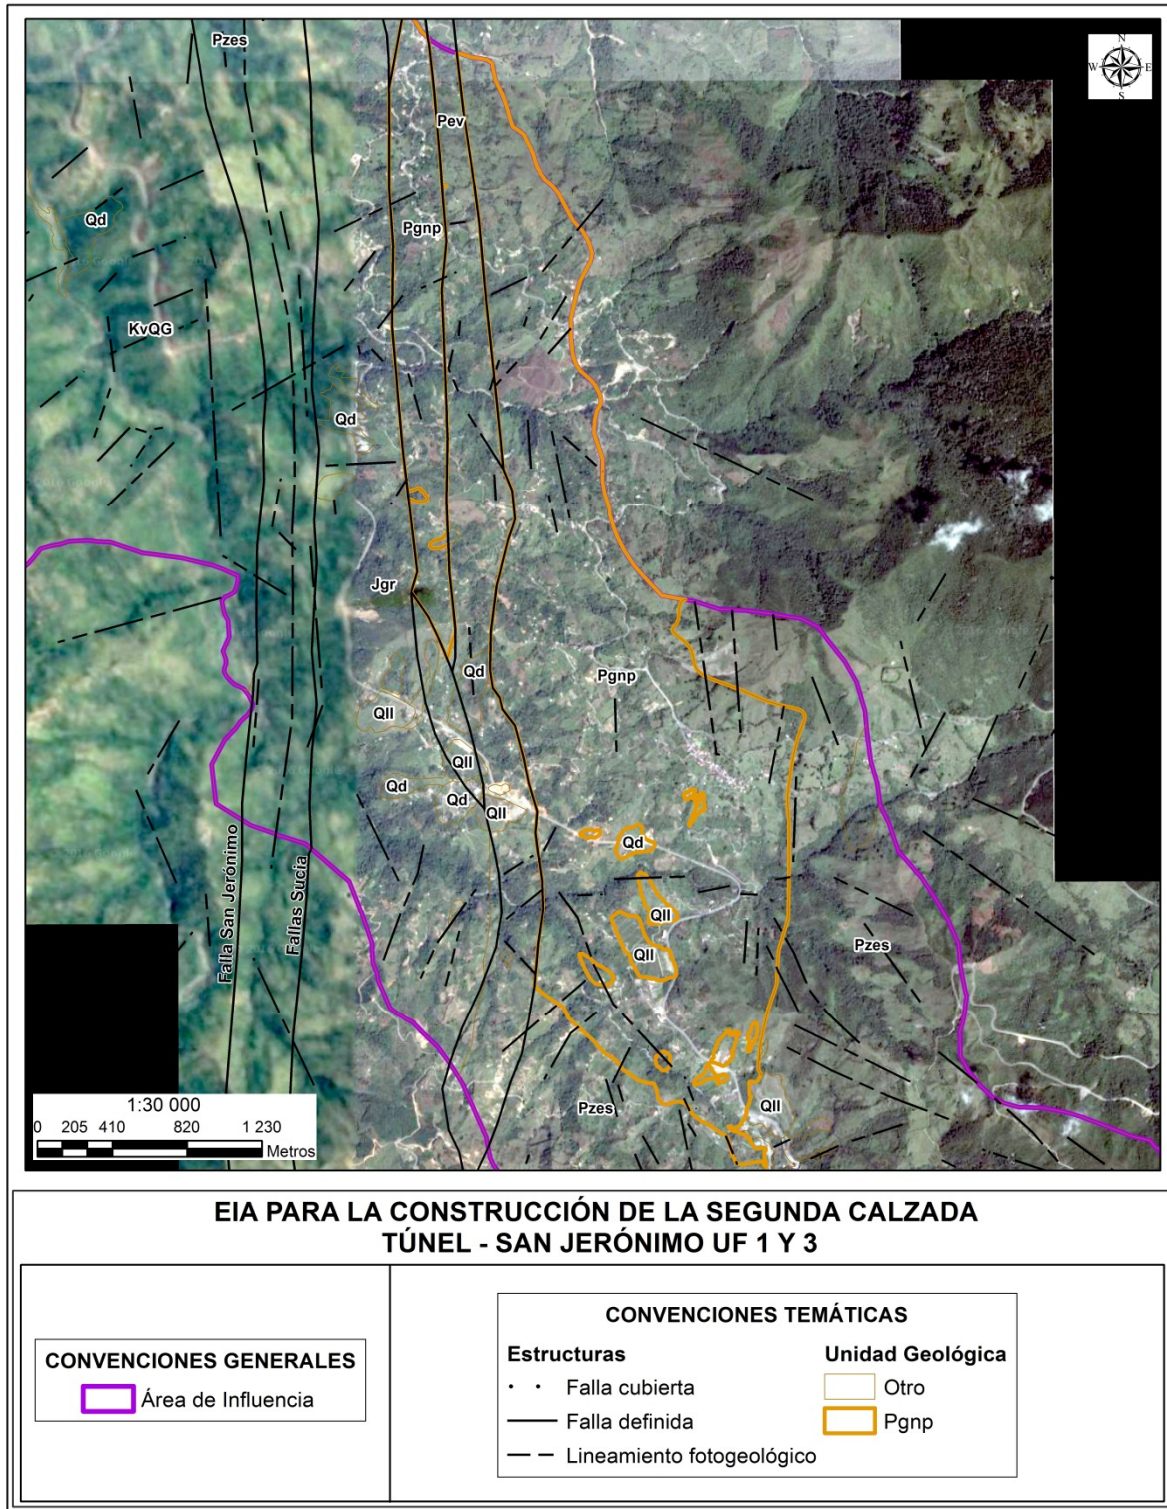 Pzes
N
W
E
S
Pev
Qd
Pgnp
KvQG
Qd
Jgr
Qd
Pgnp
Qll
Qll
Qd
Qd
Qll
Qd
Falla San Jerónimo
Fallas Sucia
Qll
Qll
Pzes
Pzes
Qll
1:30 000
0 205 410 820 1 230
Metros
EIA PARA LA CONSTRUCCIÓN DE LA SEGUNDA CALZADA
TÚNEL - SAN JERÓNIMO UF 1 Y 3
CONVENCIONES GENERALES
Área de Influencia
CONVENCIONES TEMÁTICAS
Estructuras
Unidad Geológica
Falla cubierta
Otro
Falla definida
Pgnp
Lineamiento fotogeológico